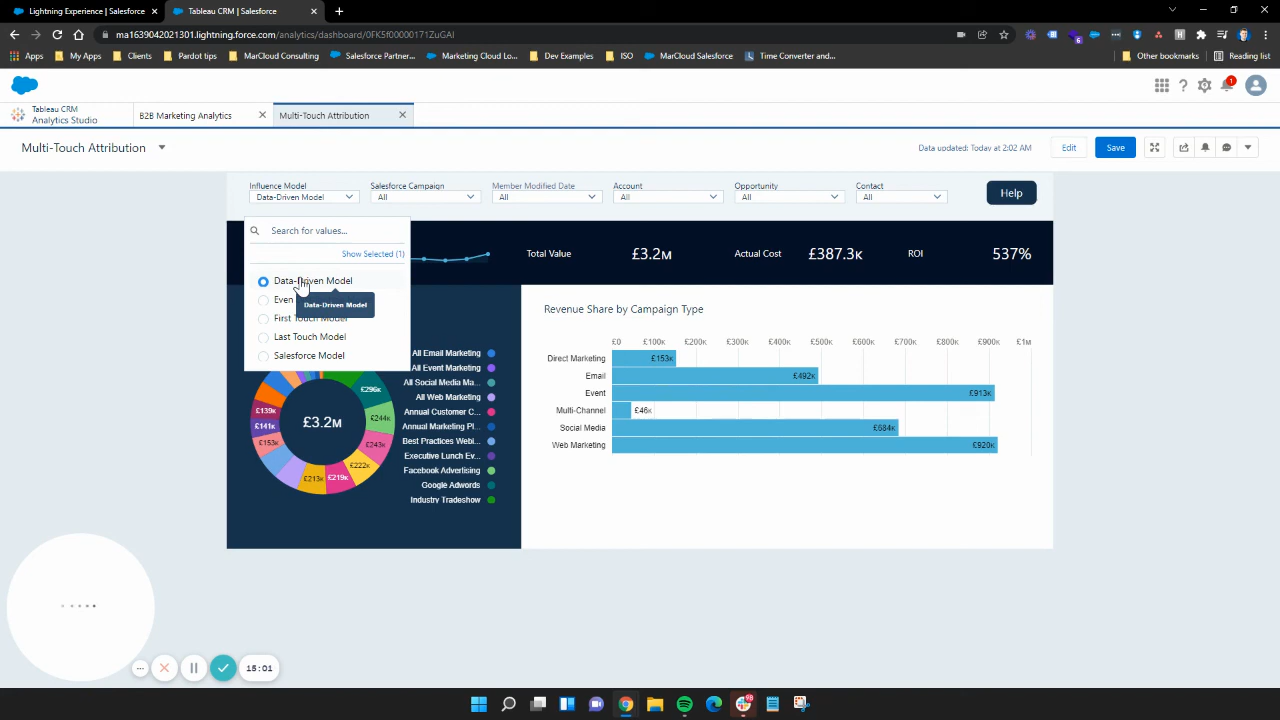 Lightning Experience | Salesforce
Tableau CRM | Salesforce
ma1639042021301.lightning.force.com/analytics/dashboard/0FK5f00000171ZuGAI
Apps
My Apps
Clients
Pardot tips
MarCloud Consulting
Salesforce Partner...
Marketing Cloud Lo...
Dev Examples
ISO
MarCloud Salesforce
Time Converter and...
Other bookmarks
Reading list
6
1
Tableau CRM
Analytics Studio
B2B Marketing Analytics
Multi-Touch Attribution
Multi-Touch Attribution
Data updated: Today at 2:02 AM
Edit
Save
Influence Model
Data-Driven Model
Salesforce Campaign
All
Member Modified Date
All
Account
All
Opportunity
All
Contact
All
Help
Search for values...
Show Selected (1)
Data-Driven Model
Even
Data-Driven Model
First Touch Model
Last Touch Model
Salesforce Model
Total Value
£3.2M
Actual Cost
£387.3K
ROI
537%
£3.2M
£296K
£244K
£243K
£222K
£219K
£213K
£153K
£141K
£139K
All Email Marketing
All Event Marketing
All Social Media Ma...
All Web Marketing
Annual Customer C...
Annual Marketing Pl...
Best Practices Webi...
Executive Lunch Ev...
Facebook Advertising
Google Adwords
Industry Tradeshow
Revenue Share by Campaign Type
£0 £100K £200K £300K £400K £500K £600K £700K £800K £900K £1M
Direct Marketing £153K
Email £492K
Event £913K
Multi-Channel £46K
Social Media £684K
Web Marketing £920K
15:01
98